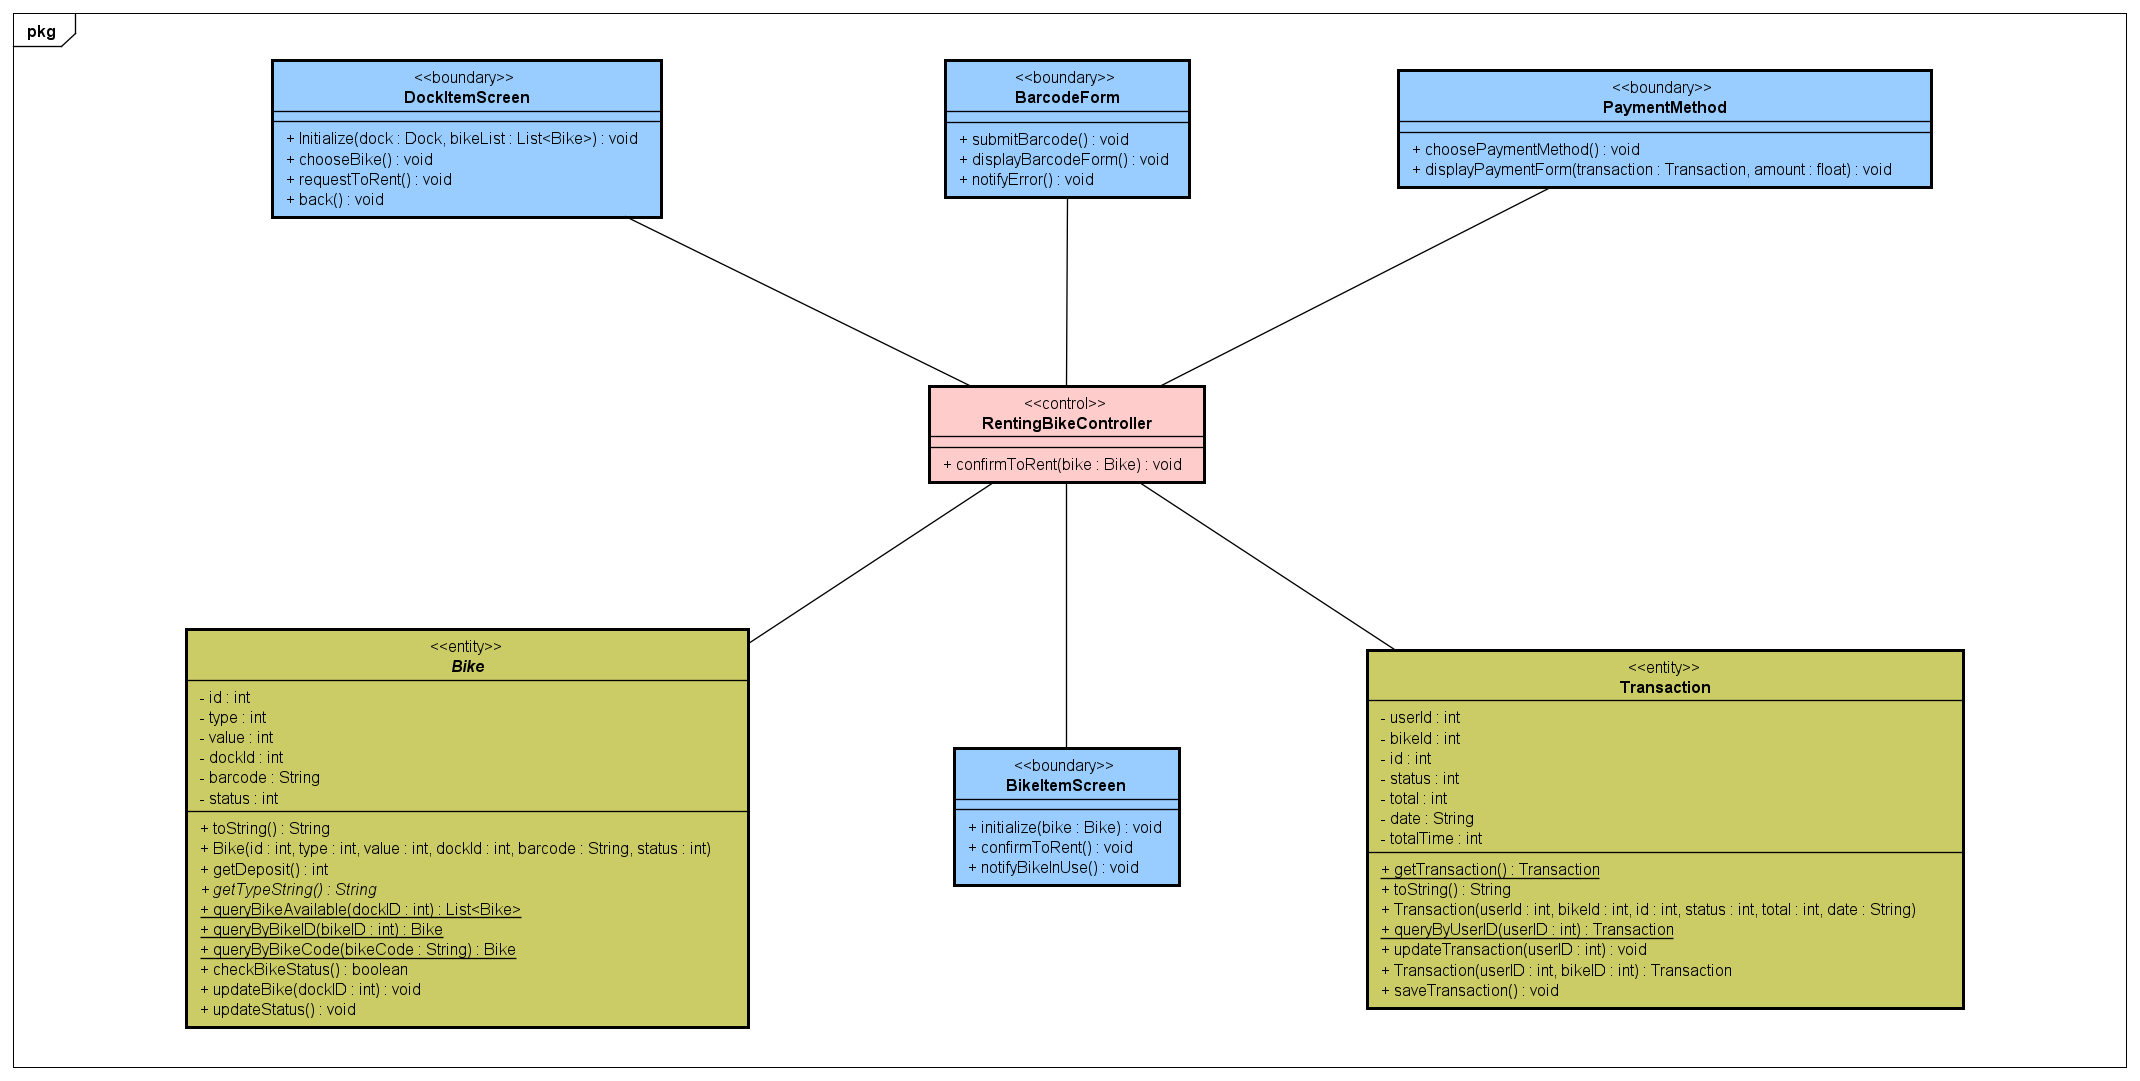 pkg
<<boundary>>
DockItemScreen
+ Initialize(dock : Dock, bikeList : List<Bike>) : void
+ chooseBike() : void
+ requestToRent() : void
+ back() : void
<<boundary>>
BarcodeForm
+ submitBarcode() : void
+ displayBarcodeForm() : void
+ notifyError() : void
<<boundary>>
PaymentMethod
+ choosePaymentMethod() : void
+ displayPaymentForm(transaction : Transaction, amount : float) : void
<<control>>
RentingBikeController
+ confirmToRent(bike : Bike) : void
<<entity>>
Bike
- id : int
- type : int
- value : int
- dockId : int
- barcode : String
- status : int
+ toString() : String
+ Bike(id : int, type : int, value : int, dockId : int, barcode : String, status : int)
+ getDeposit() : int
+ getTypeString() : String
+ queryBikeAvailable(dockID : int) : List<Bike>
+ queryByBikeID(bikeID : int) : Bike
+ queryByBikeCode(bikeCode : String) : Bike
+ checkBikeStatus() : boolean
+ updateBike(dockID : int) : void
+ updateStatus() : void
<<boundary>>
BikeItemScreen
+ initialize(bike : Bike) : void
+ confirmToRent() : void
+ notifyBikeInUse() : void
<<entity>>
Transaction
- userId : int
- bikeId : int
- id : int
- status : int
- total : int
- date : String
- totalTime : int
+ getTransaction() : Transaction
+ toString() : String
+ Transaction(userId : int, bikeId : int, id : int, status : int, total : int, date : String)
+ queryByUserID(userID : int) : Transaction
+ updateTransaction(userID : int) : void
+ Transaction(userID : int, bikeID : int) : Transaction
+ saveTransaction() : void